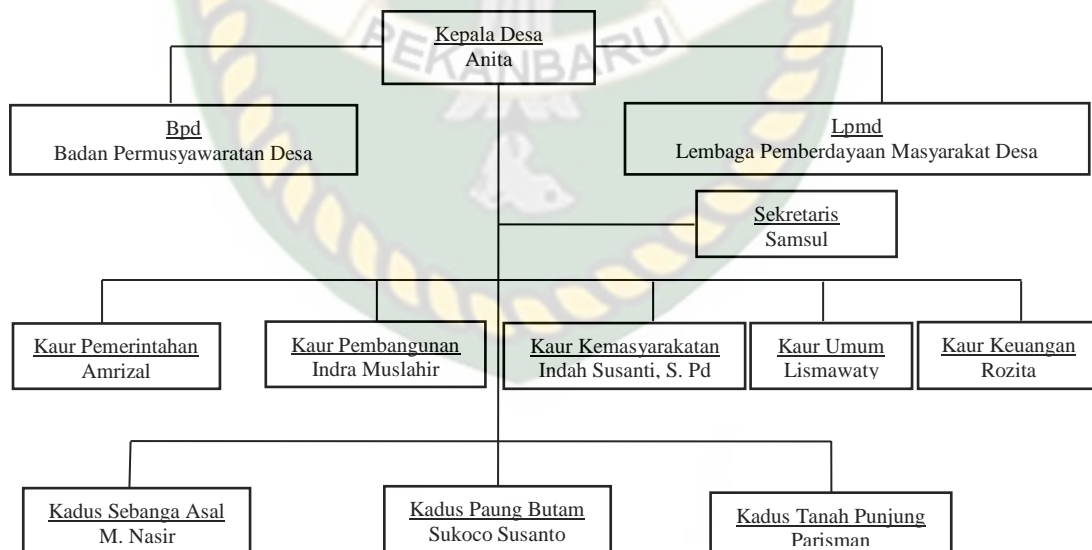 Kepala Desa
Anita
PEKANBARU
Bpd
Badan Permusyawaratan Desa
Lpmd
Lembaga Pemberdayaan Masyarakat Desa
Sekretaris
Samsul
Kaur Pemerintahan
Amrizal
Kaur Pembangunan
Indra Muslahir
Kaur Kemasyarakatan
Indah Susanti, S. Pd
Kaur Umum
Lismawaty
Kaur Keuangan
Rozita
Kadus Sebanga Asal
M. Nasir
Kadus Paung Butam
Sukoco Susanto
Kadus Tanah Punjung
Parisman